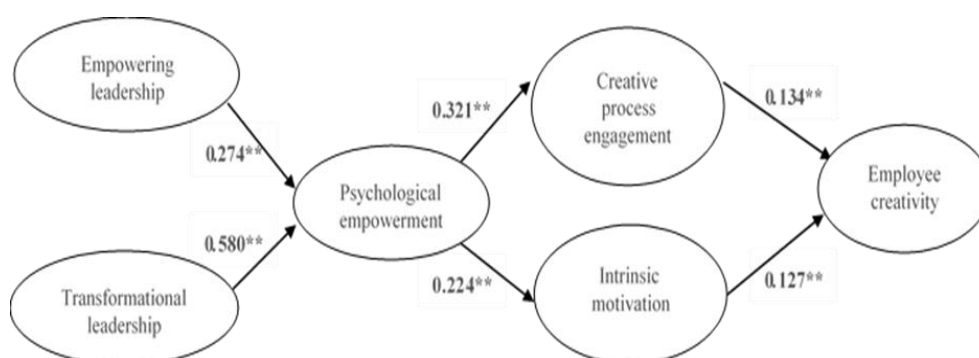 Empowering
leadership
0.274**
Transformational
leadership
0.580**
Psychological
empowerment
0.321**
0.224**
Creative
process
engagement
0.134**
Intrinsic
motivation
0.127**
Employee
creativity